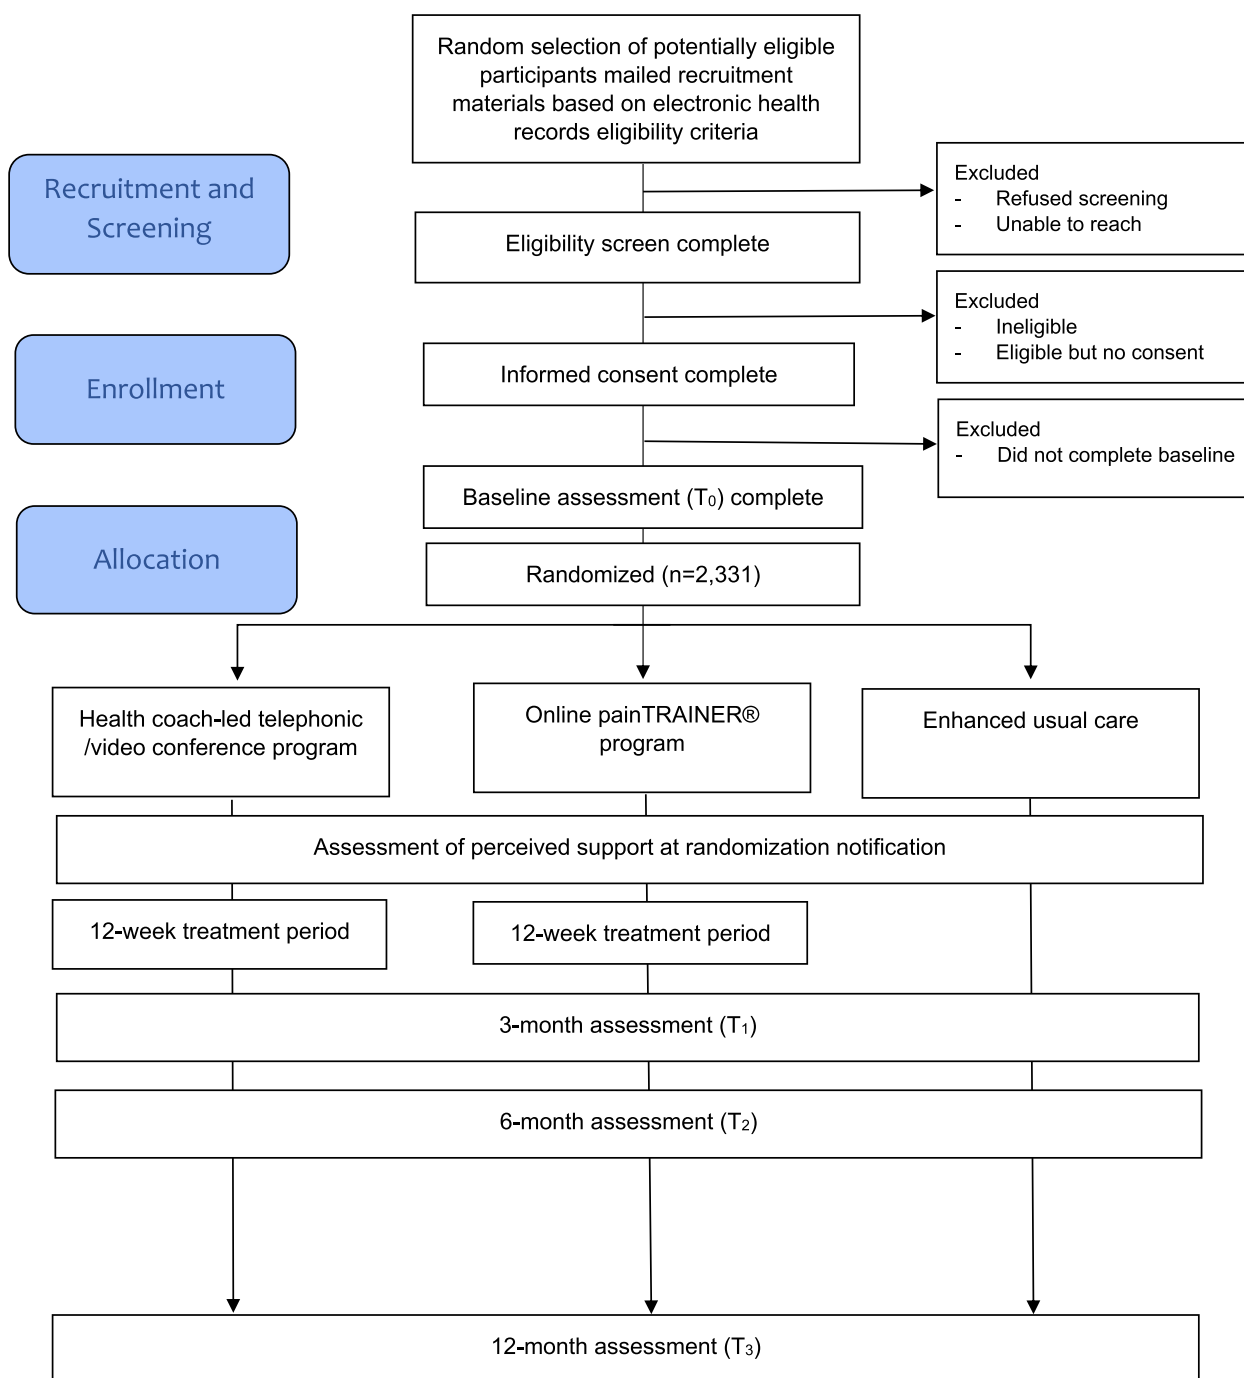 Random selection of potentially eligible
participants mailed recruitment
materials based on electronic health
records eligibility criteria
Recruitment and
Screening
Excluded
- Refused screening
- Unable to reach
Eligibility screen complete
Excluded
- Ineligible
- Eligible but no consent
Enrollment
Informed consent complete
Excluded
- Did not complete baseline
Baseline assessment (T₀) complete
Allocation
Randomized (n=2,331)
Health coach-led telephonic
/video conference program
Online painTRAINER®
program
Enhanced usual care
Assessment of perceived support at randomization notification
12-week treatment period
12-week treatment period
3-month assessment (T₁)
6-month assessment (T₂)
12-month assessment (T₃)